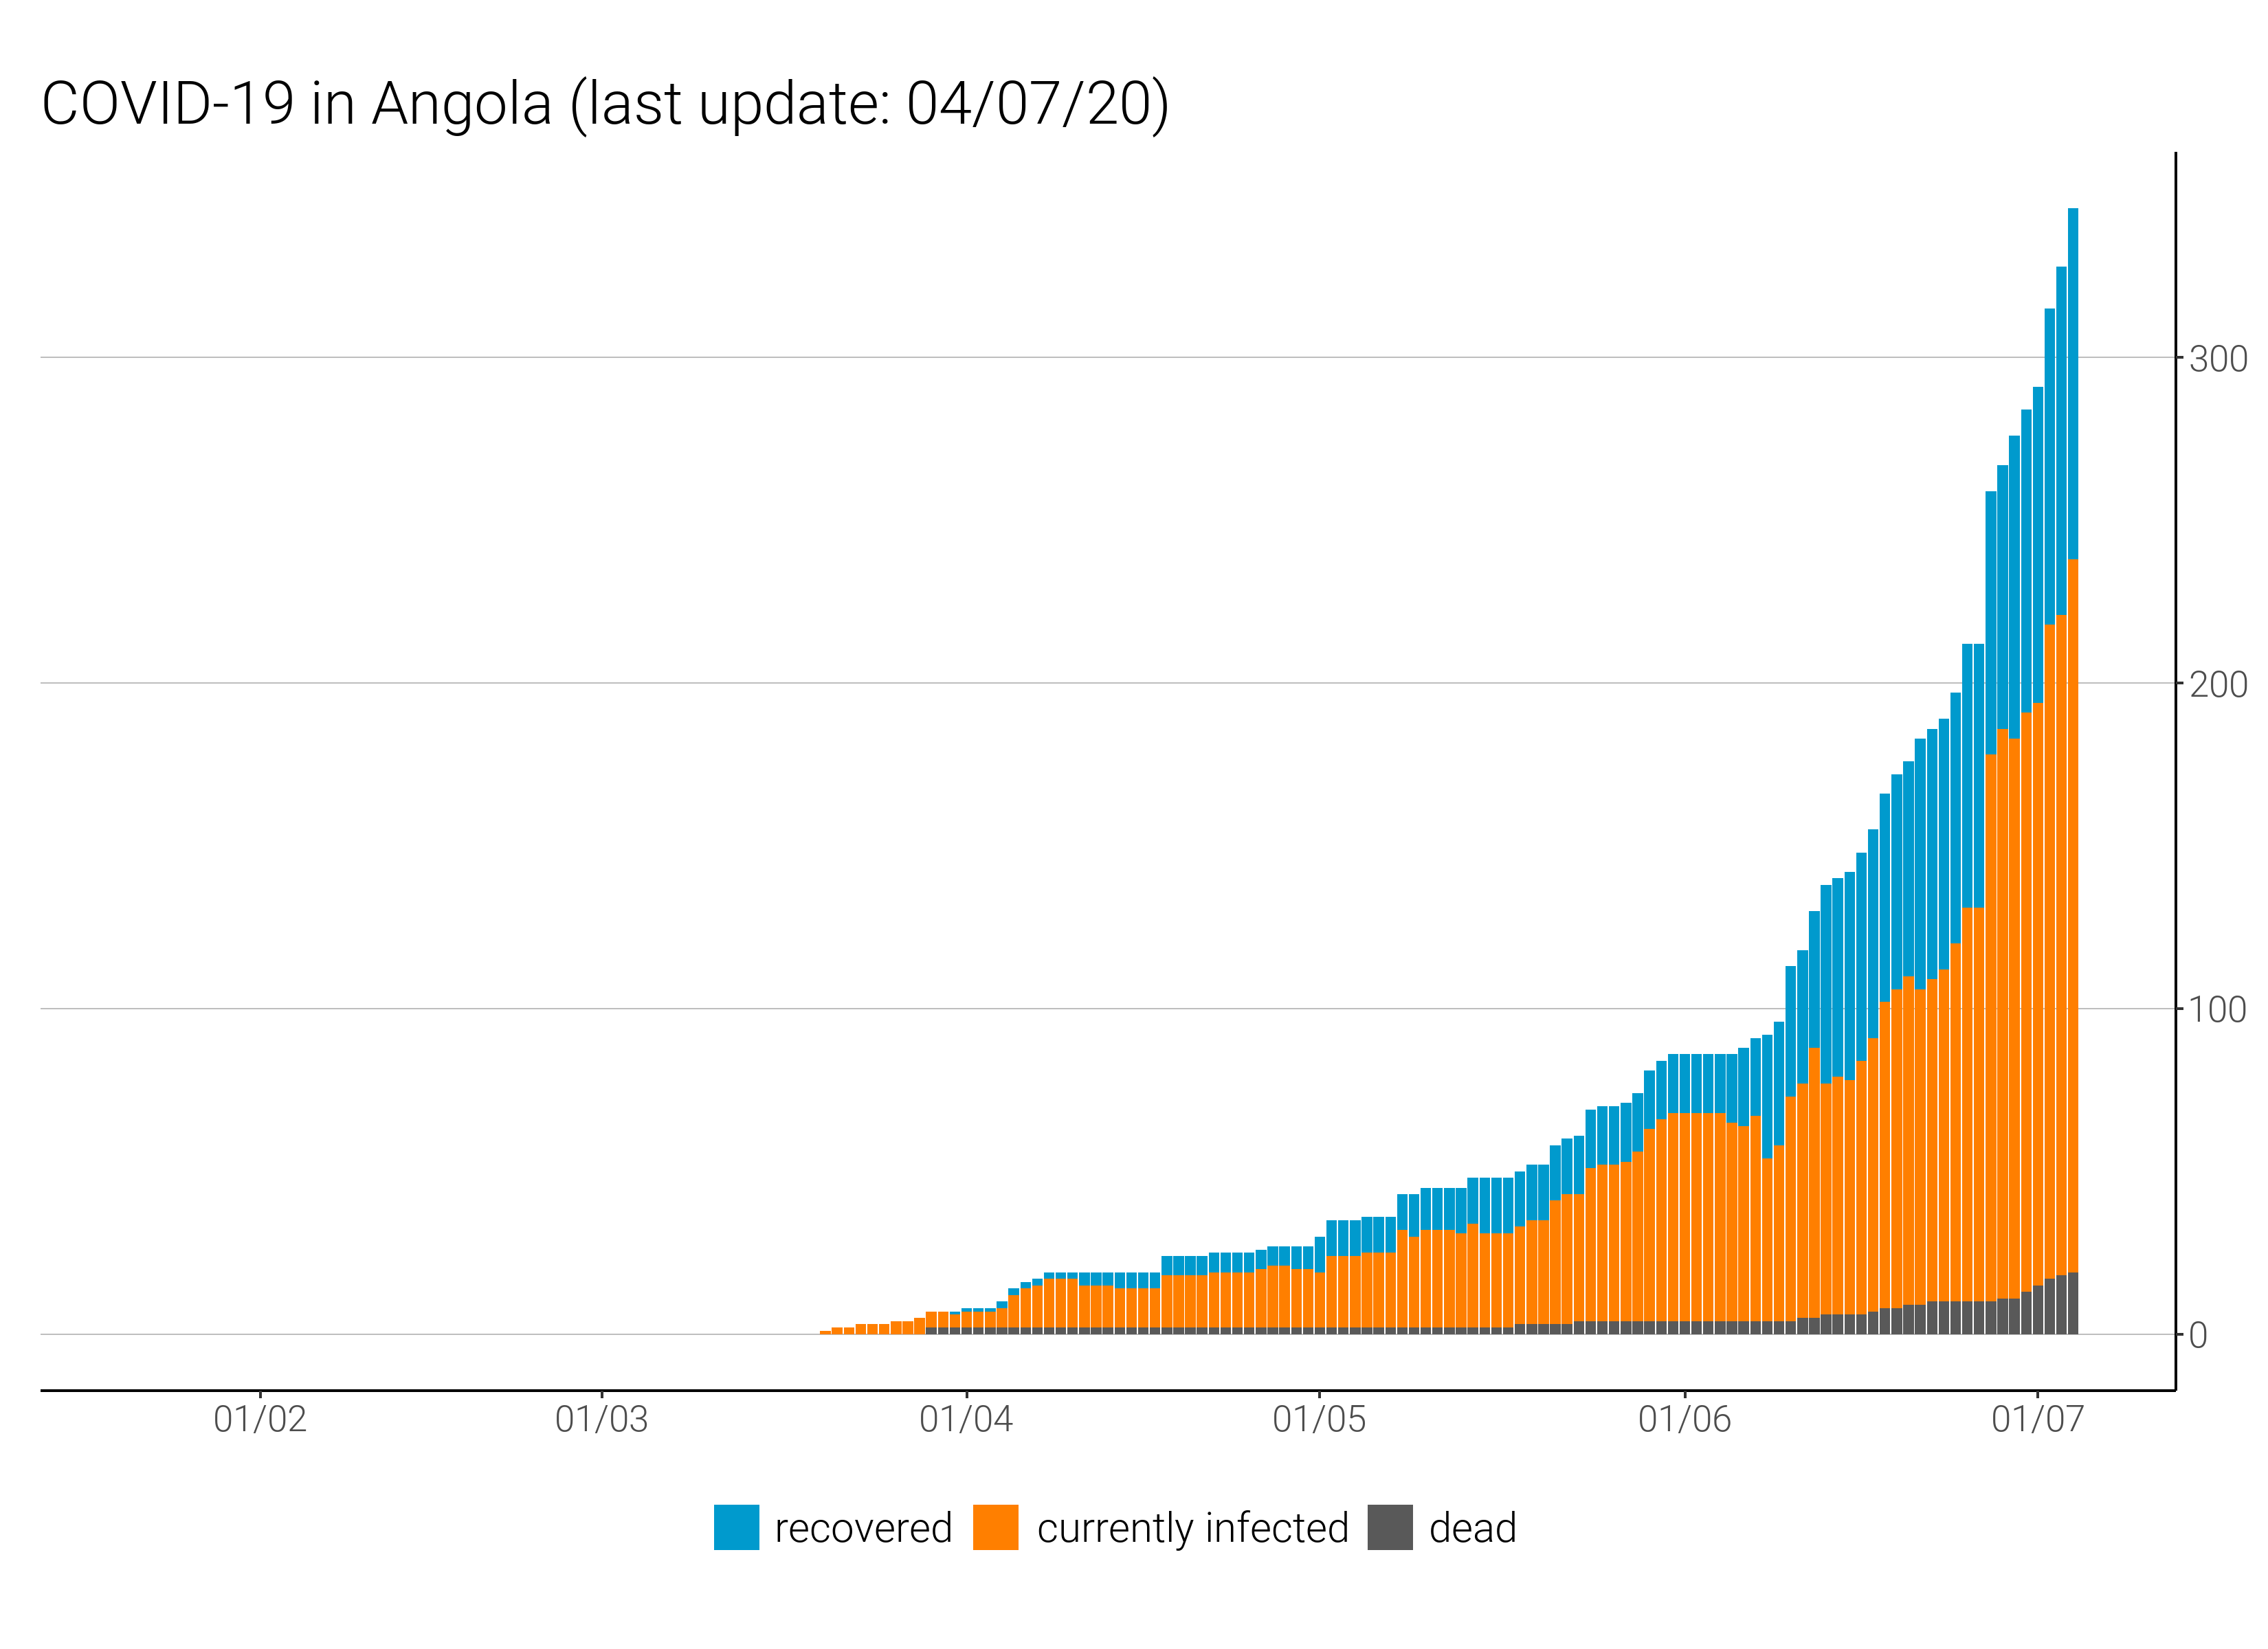 COVID-19 in Angola (last update: 04/07/20)
300
200
100
0
01/02 01/03 01/04 01/05 01/06 01/07
recovered currently infected dead